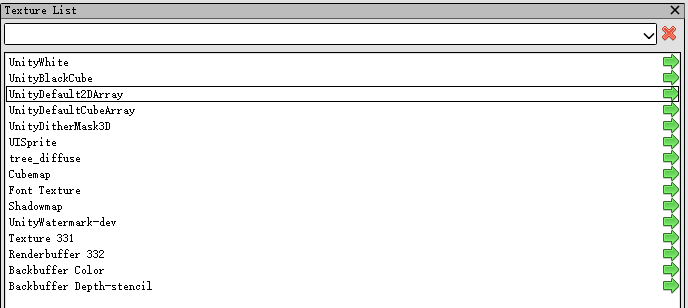 Texture List
UnityWhite
UnityBlackCube
UnityDefault2DArray
UnityDefaultCubeArray
UnityDitherMask3D
UISprite
tree_diffuse
Cubemap
Font Texture
Shadowmap
UnityWatermark-dev
Texture 331
Renderbuffer 332
Backbuffer Color
Backbuffer Depth-stencil